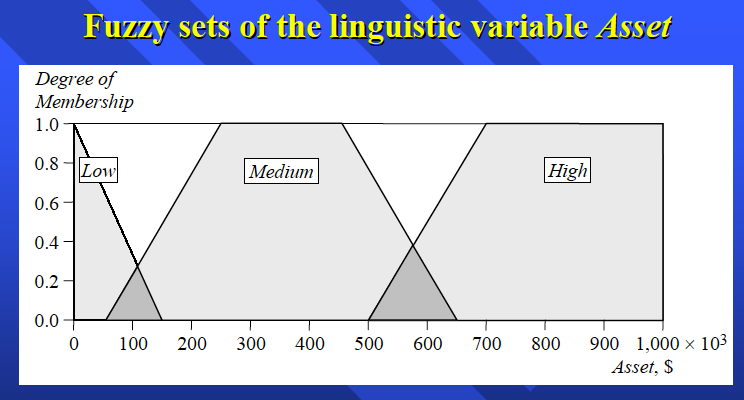 Fuzzy sets of the linguistic variable Asset
Degree of
Membership
1.0
0.8
Low
Medium
High
0.6
0.4
0.2
0.0
0 100 200 300 400 500 600 700 800 900 1,000 × 10³
Asset, $